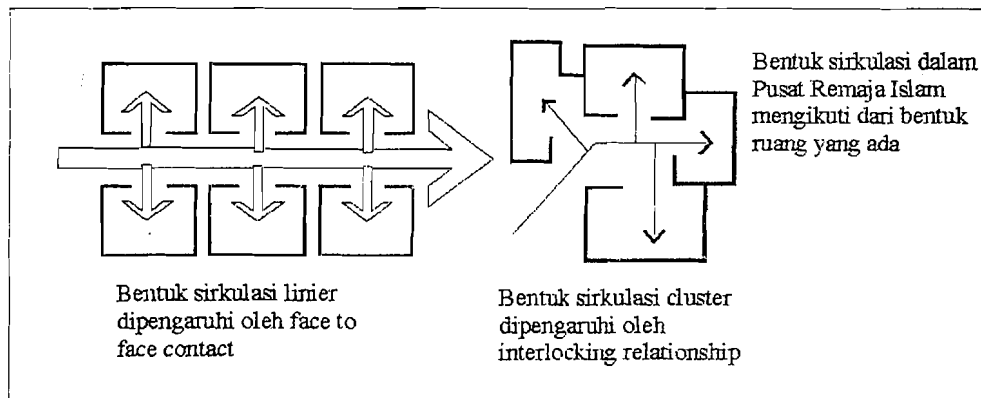 Bentuk sirkulasi linier
dipengaruhi oleh face to
face contact
Bentuk sirkulasi cluster
dipengaruhi oleh
interlocking relationship
Bentuk sirkulasi dalam
Pusat Remaja Islam
mengikuti dari bentuk
ruang yang ada